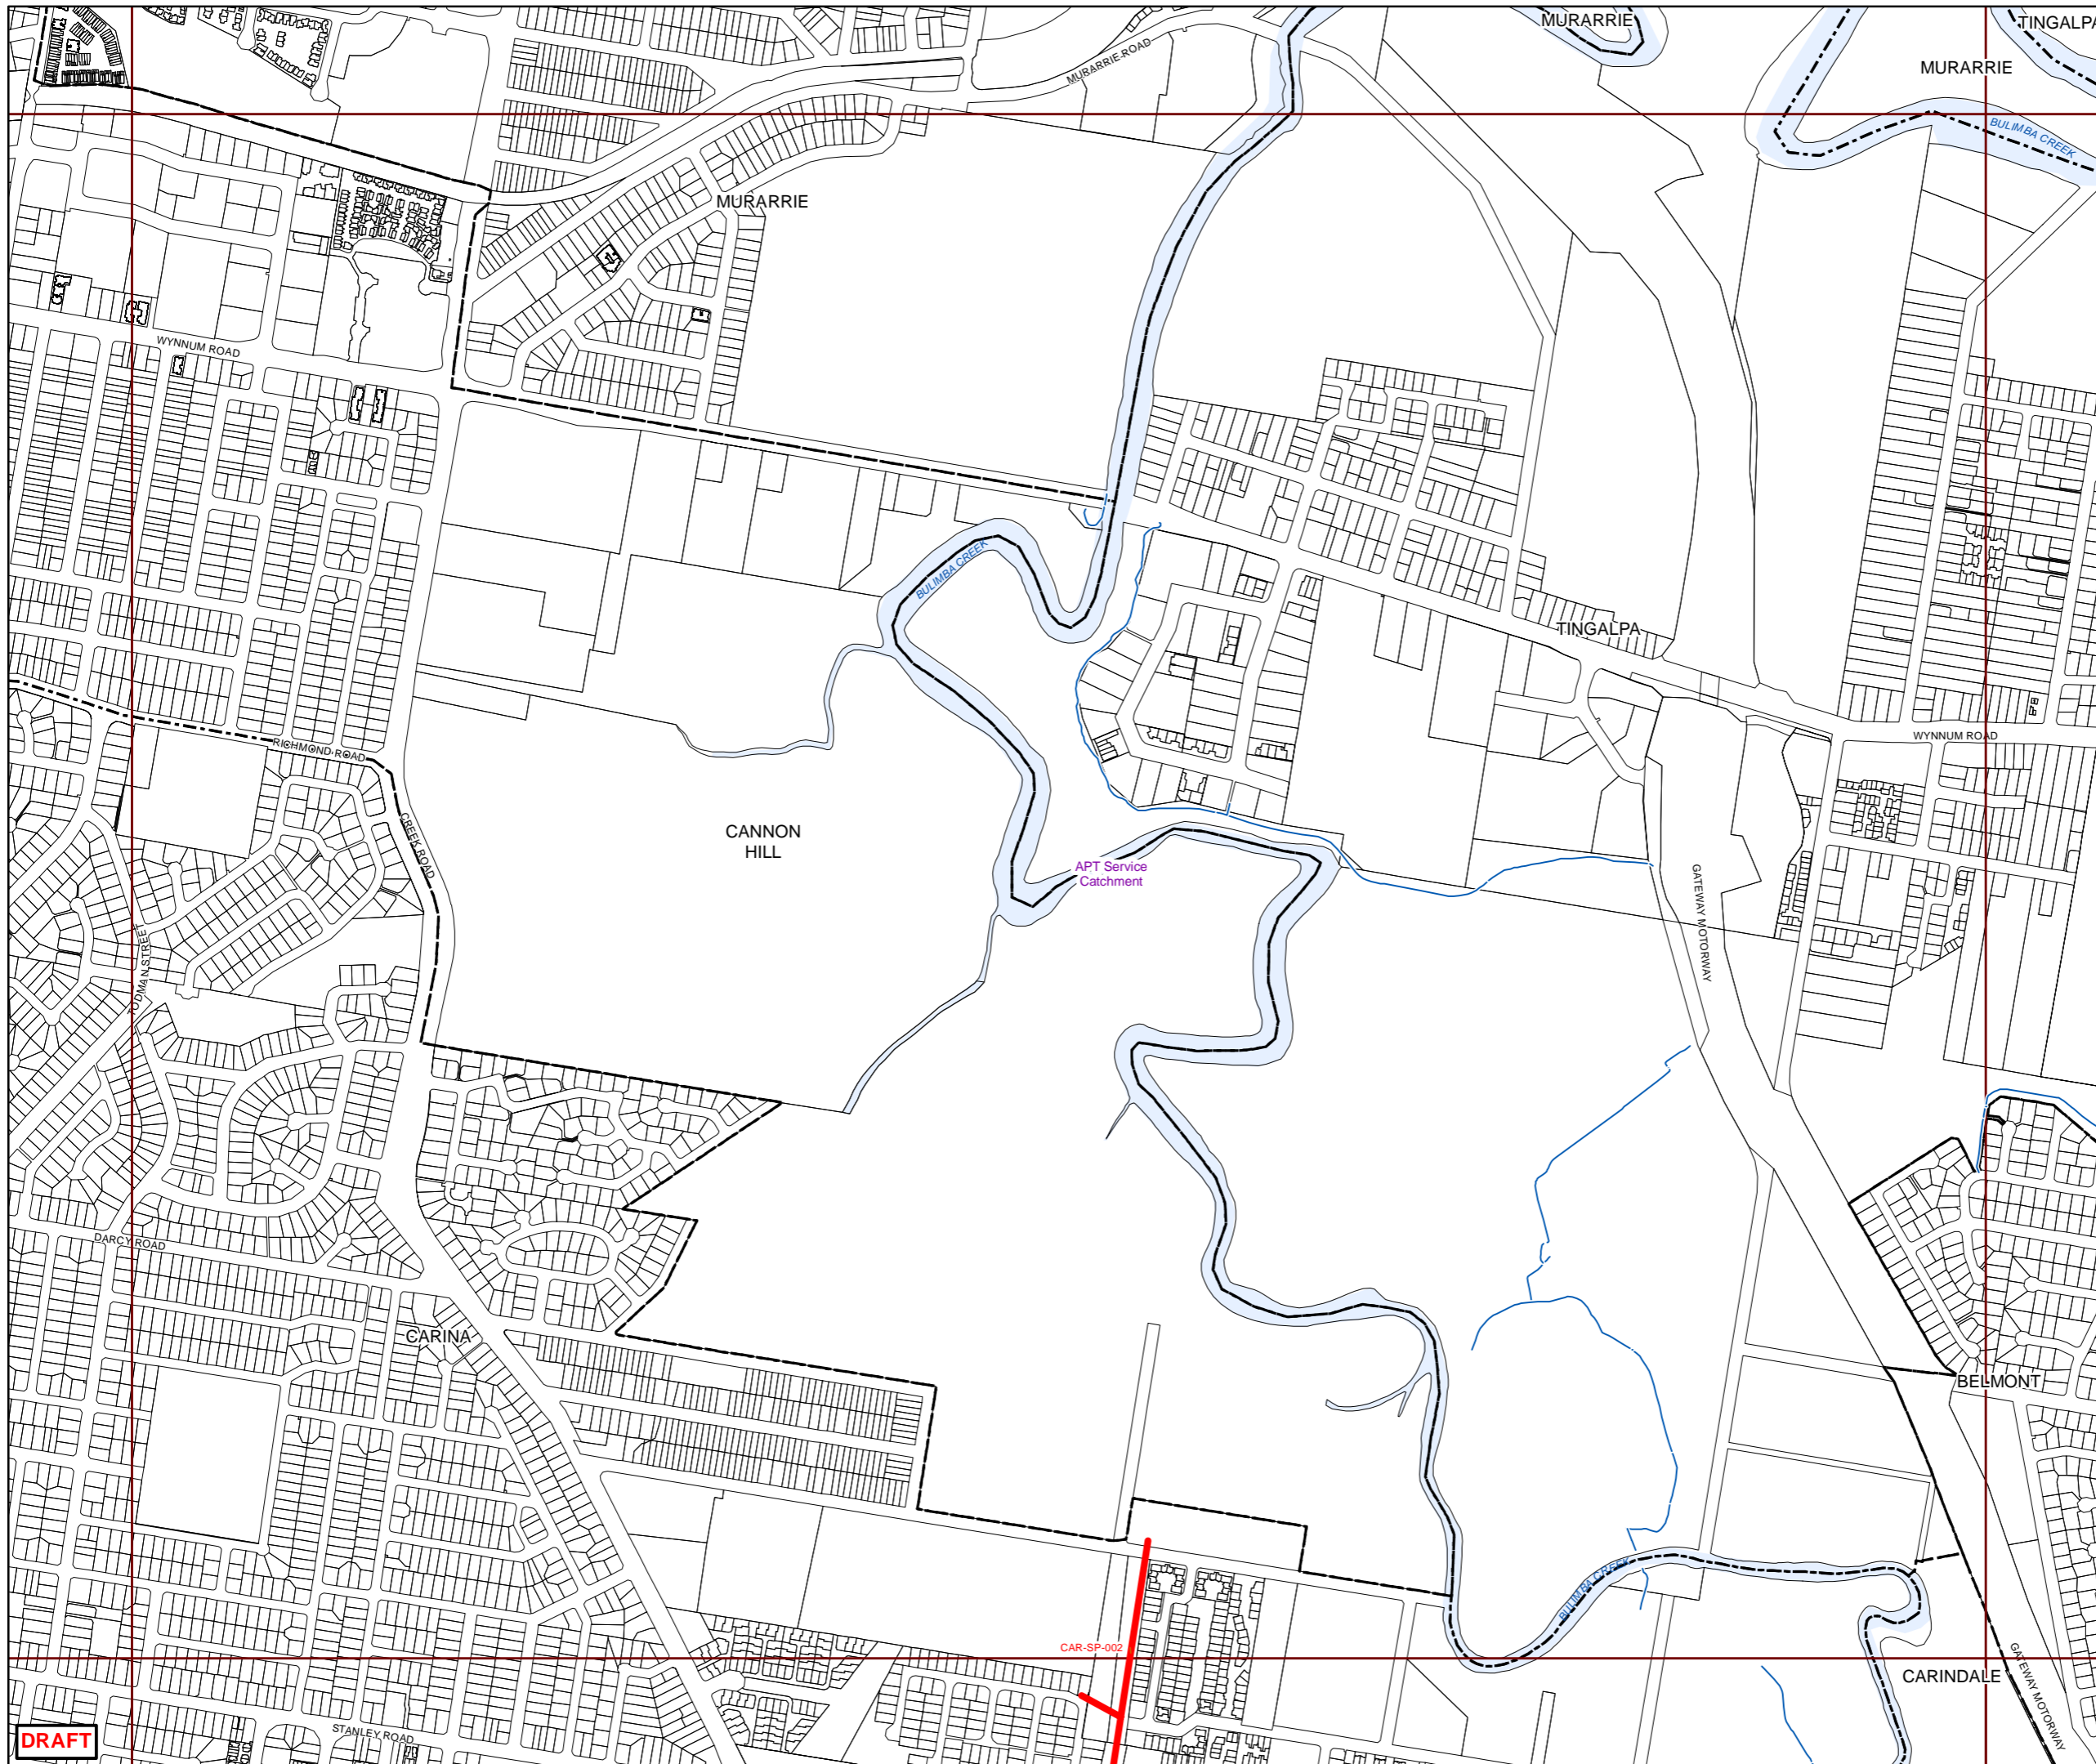 MURARRIE
TINGALPA
MURARRIE ROAD
MURARRIE
BULIMBA CREEK
MURARRIE
WYNNUM ROAD
BULIMBA CREEK
TINGALPA
WYNNUM ROAD
RICHMOND ROAD
CREEK ROAD
CANNON
HILL
APT Service
Catchment
GATEWAY MOTORWAY
TODMAN STREET
DARCY ROAD
CARINA
BELMONT
BULIMBA CREEK
CAR-SP-002
CARINDALE
GATEWAY MOTORWAY
STANLEY ROAD
DRAFT